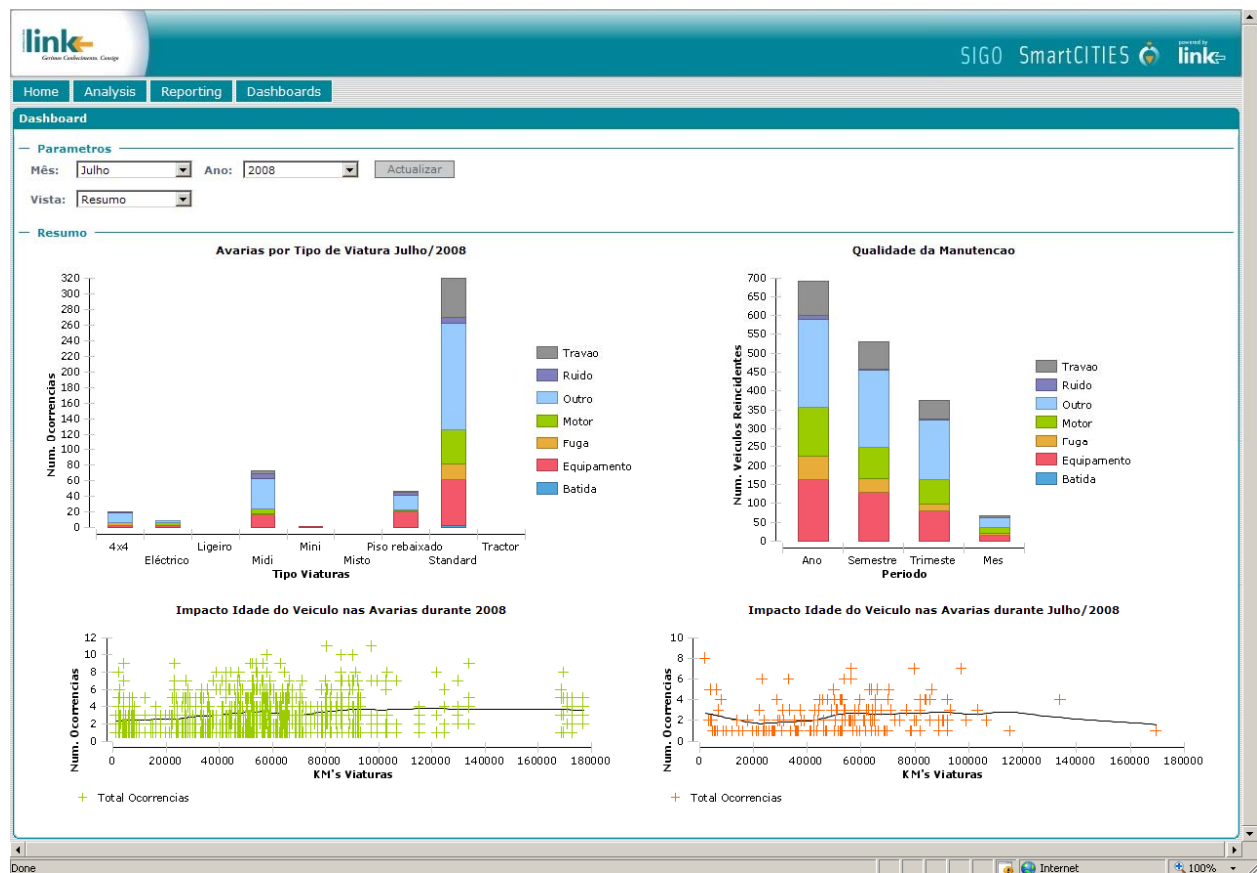 link
Gerimos Conhecimento. Consigo
SIGO SmartCITIES powered by link
Home Analysis Reporting Dashboards
Dashboard
Parametros
Mês: Julho Ano: 2008 Actualizar
Vista: Resumo
Resumo
Avarias por Tipo de Viatura Julho/2008
Num. Ocorrencias
320
300
280
260
240
220
200
180
160
140
120
100
80
60
40
20
0
4x4 Eléctrico Ligeiro Midi Mini Misto Piso rebaixado Standard Tractor
Tipo Viaturas
Travao
Ruido
Outro
Motor
Fuga
Equipamento
Batida
Qualidade da Manutencao
Num. Veiculos Reincidentes
700
650
600
550
500
450
400
350
300
250
200
150
100
50
0
Ano Semestre Trimeste Mes
Periodo
Travao
Ruido
Outro
Motor
Fuga
Equipamento
Batida
Impacto Idade do Veiculo nas Avarias durante 2008
Num. Ocorrencias
12
10
8
6
4
2
0
0 20000 40000 60000 80000 100000 120000 140000 160000 180000
KM's Viaturas
Total Ocorrencias
Impacto Idade do Veiculo nas Avarias durante Julho/2008
Num. Ocorrencias
10
8
6
4
2
0
0 20000 40000 60000 80000 100000 120000 140000 160000 180000
KM's Viaturas
Total Ocorrencias
Done Internet 100%